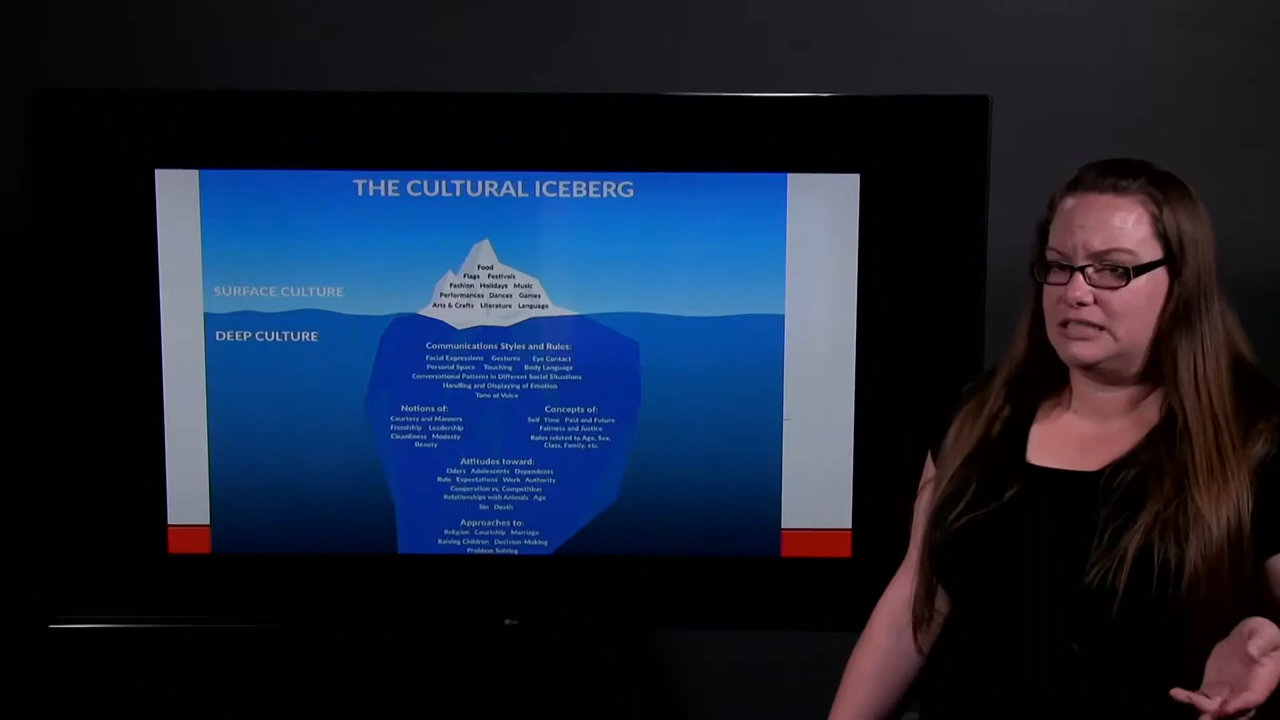 THE CULTURAL ICEBERG
Food
Flags Festivals
Fashion Holidays Music
Performances Dances Games
Arts & Crafts Literature Language
SURFACE CULTURE
DEEP CULTURE
Communications Styles and Rules:
Facial Expressions Gestures Eye Contact
Personal Space Touching Body Language
Conversational Patterns in Different Social Situations
Handling and Displaying of Emotion
Tone of Voice
Notions of:
Courtesy and Manners
Friendship Leadership
Cleanliness Modesty
Beauty
Concepts of:
Self Time Past and Future
Fairness and Justice
Roles related to Age, Sex,
Class, Family, etc.
Attitudes toward:
Elders Adolescents Dependents
Rule Expectations Work Authority
Cooperation vs. Competition
Relationships with Animals Age
Sin Death
Approaches to:
Religion Courtship Marriage
Raising Children Decision-Making
Problem Solving
LG